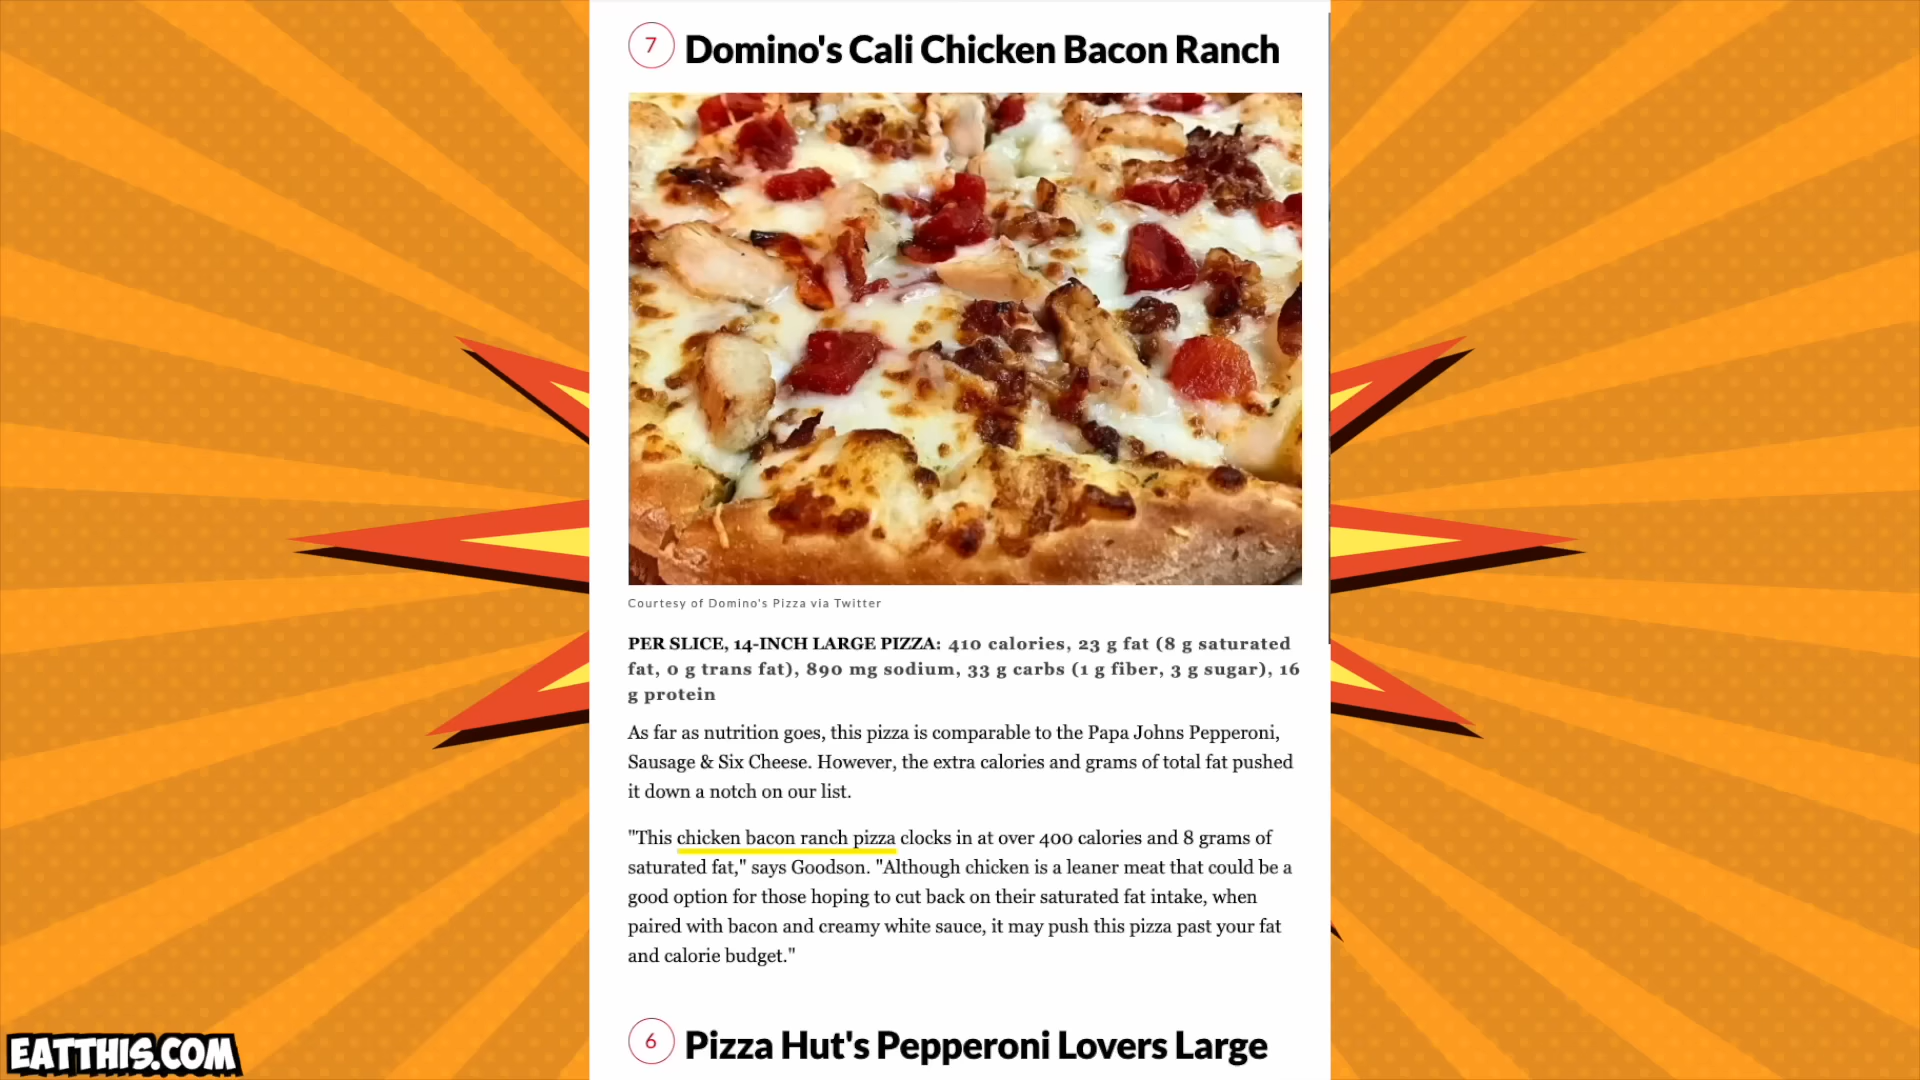 7 Domino's Cali Chicken Bacon Ranch
Courtesy of Domino's Pizza via Twitter
PER SLICE, 14-INCH LARGE PIZZA: 410 calories, 23 g fat (8 g saturated
fat, 0 g trans fat), 890 mg sodium, 33 g carbs (1 g fiber, 3 g sugar), 16
g protein
As far as nutrition goes, this pizza is comparable to the Papa Johns Pepperoni,
Sausage & Six Cheese. However, the extra calories and grams of total fat pushed
it down a notch on our list.
"This chicken bacon ranch pizza clocks in at over 400 calories and 8 grams of
saturated fat," says Goodson. "Although chicken is a leaner meat that could be a
good option for those hoping to cut back on their saturated fat intake, when
paired with bacon and creamy white sauce, it may push this pizza past your fat
and calorie budget."
6 Pizza Hut's Pepperoni Lovers Large
EATTHIS.COM